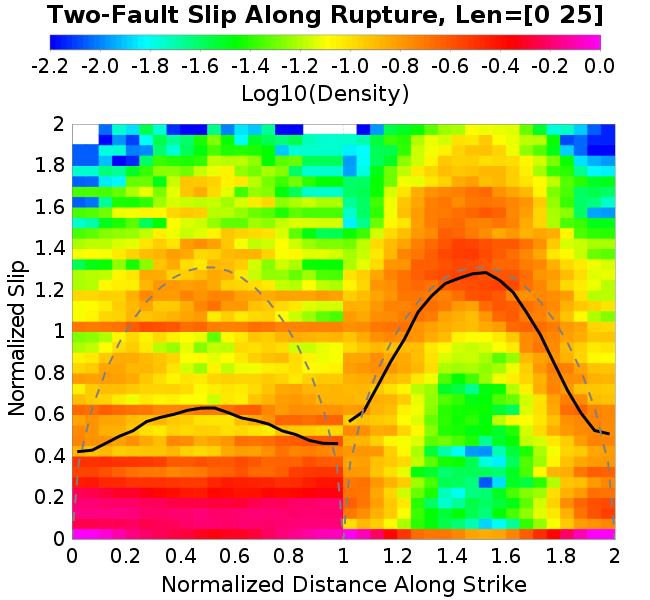 Two-Fault Slip Along Rupture, Len=[0 25]
-2.2 -2.0 -1.8 -1.6 -1.4 -1.2 -1.0 -0.8 -0.6 -0.4 -0.2 0.0
Log10(Density)
2
1.8
1.6
1.4
1.2
1
0.8
0.6
0.4
0.2
0
Normalized Slip
0 0.2 0.4 0.6 0.8 1 1.2 1.4 1.6 1.8 2
Normalized Distance Along Strike